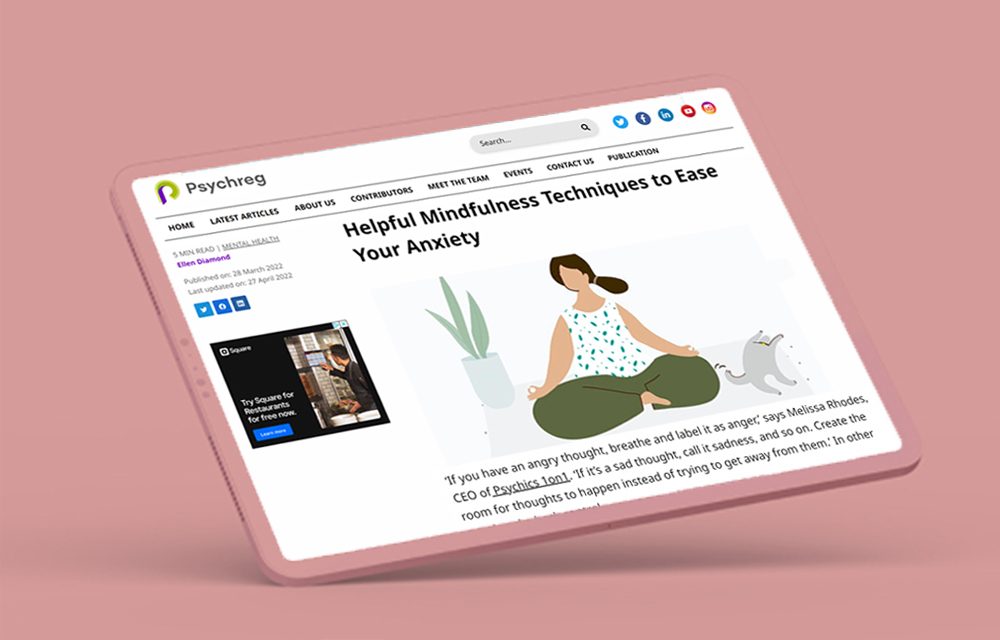 Psychreg
Search...
HOME LATEST ARTICLES ABOUT US CONTRIBUTORS MEET THE TEAM EVENTS CONTACT US PUBLICATION
5 MIN READ | MENTAL HEALTH
Ellen Diamond
Published on: 28 March 2022
Last updated on: 27 April 2022
Square
Try Square for
Restaurants
for free now.
Learn more
Helpful Mindfulness Techniques to Ease
Your Anxiety
‘If you have an angry thought, breathe and label it as anger,’ says Melissa Rhodes,
CEO of Psychics 1on1. ‘If it’s a sad thought, call it sadness, and so on. Create the
room for thoughts to happen instead of trying to get away from them.’ In other